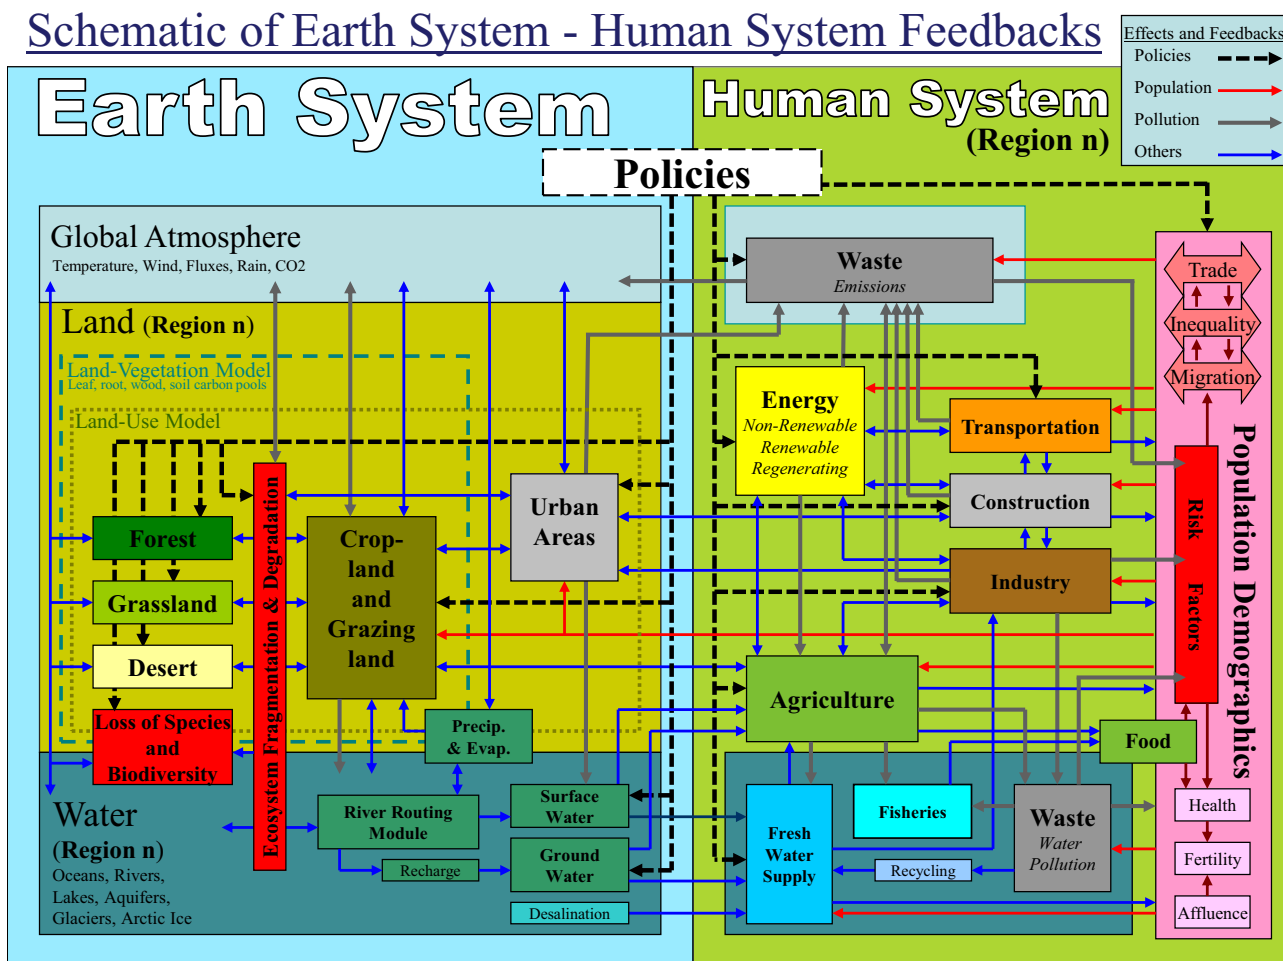 Schematic of Earth System - Human System Feedbacks
Effects and Feedbacks
Policies
Population
Pollution
Others
Earth System
Human System
(Region n)
Policies
Global Atmosphere
Temperature, Wind, Fluxes, Rain, CO2
Land (Region n)
Land-Vegetation Model
Leaf, root, wood, soil carbon pools
Land-Use Model
Forest
Grassland
Desert
Loss of Species
and
Biodiversity
Ecosystem Fragmentation & Degradation
Crop-
land
and
Grazing
land
Urban
Areas
Precip.
& Evap.
Water
(Region n)
Oceans, Rivers,
Lakes, Aquifers,
Glaciers, Arctic Ice
River Routing
Module
Recharge
Surface
Water
Ground
Water
Desalination
Waste
Emissions
Energy
Non-Renewable
Renewable
Regenerating
Transportation
Construction
Industry
Agriculture
Food
Fresh
Water
Supply
Fisheries
Recycling
Waste
Water
Pollution
Trade
Inequality
Migration
Risk Factors
Population Demographics
Health
Fertility
Affluence